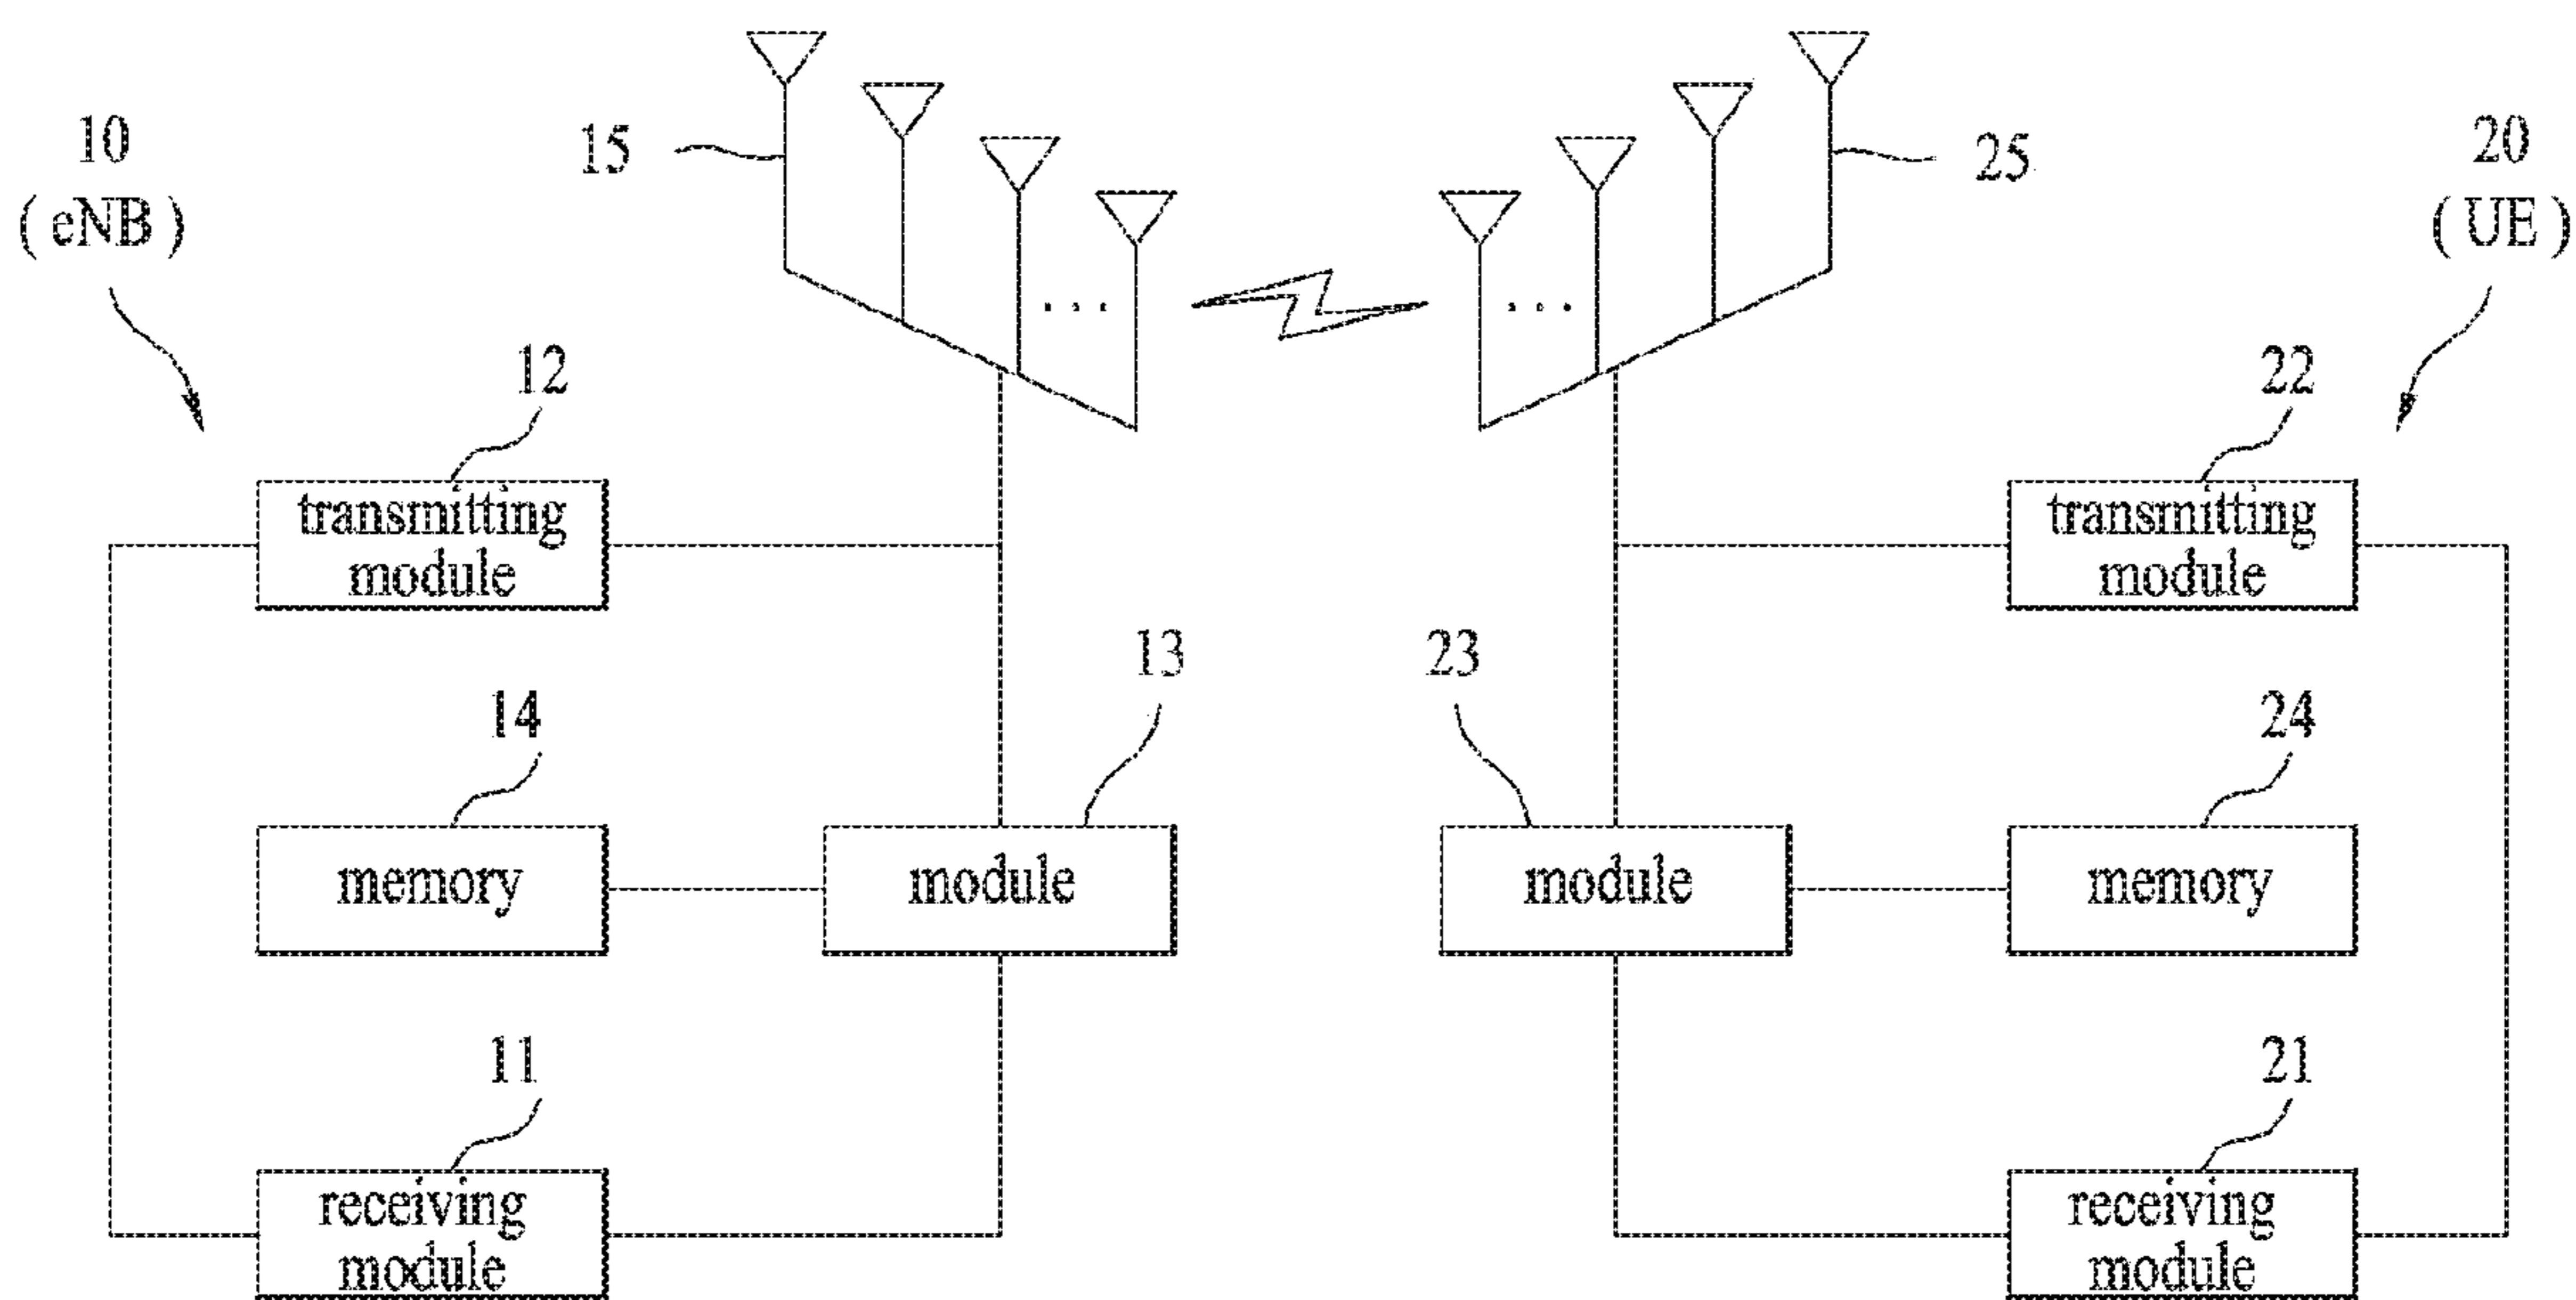 10
( eNB )
15
25
20
( UE )
12
22
transmitting
module
transmitting
module
13
23
14
24
memory
module
module
memory
11
21
receiving
module
receiving
module